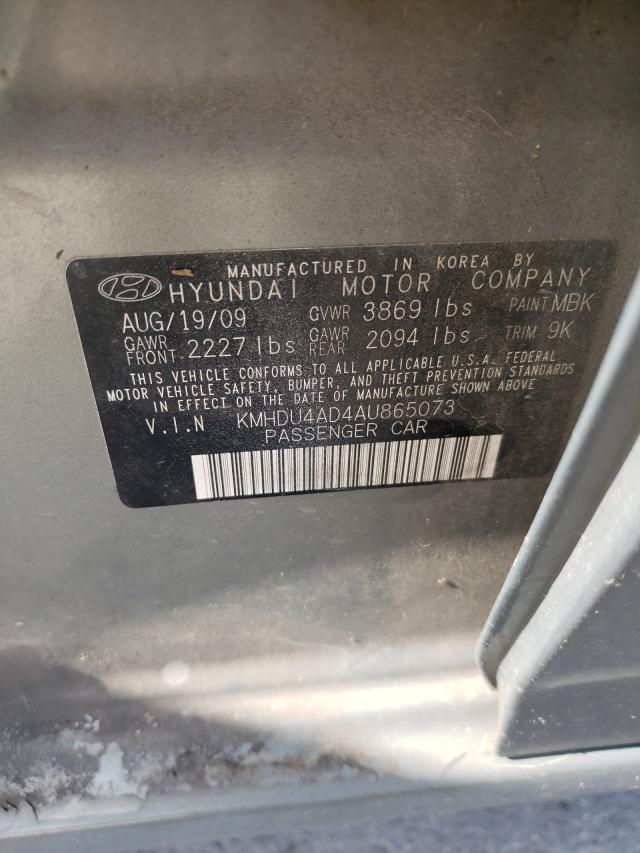 MANUFACTURED IN KOREA BY
HYUNDAI MOTOR COMPANY
AUG/19/09 GVWR 3869 lbs PAINT MBK
GAWR FRONT 2227 lbs GAWR REAR 2094 lbs TRIM 9K
THIS VEHICLE CONFORMS TO ALL APPLICABLE U.S.A. FEDERAL
MOTOR VEHICLE SAFETY, BUMPER, AND THEFT PREVENTION STANDARDS
IN EFFECT ON THE DATE OF MANUFACTURE SHOWN ABOVE
V.I.N KMHDU4AD4AU865073
PASSENGER CAR